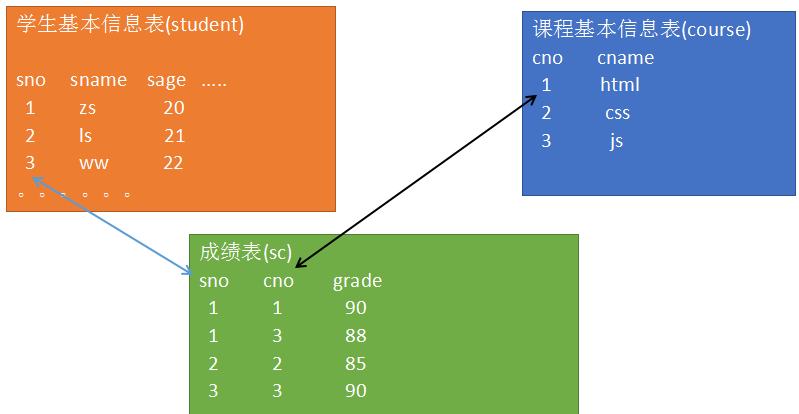 学生基本信息表(student)
sno sname sage .....
1 zs 20
2 ls 21
3 ww 22
。。。。。。
课程基本信息表(course)
cno cname
1 html
2 css
3 js
成绩表(sc)
sno cno grade
1 1 90
1 3 88
2 2 85
3 3 90